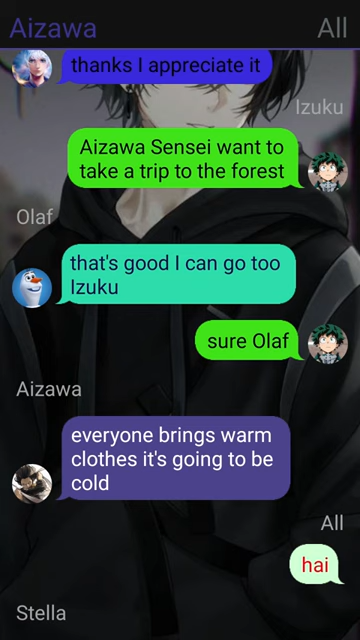 Aizawa All
thanks I appreciate it
Izuku
Aizawa Sensei want to
take a trip to the forest
Olaf
that's good I can go too
Izuku
sure Olaf
Aizawa
everyone brings warm
clothes it's going to be
cold
All
hai
Stella